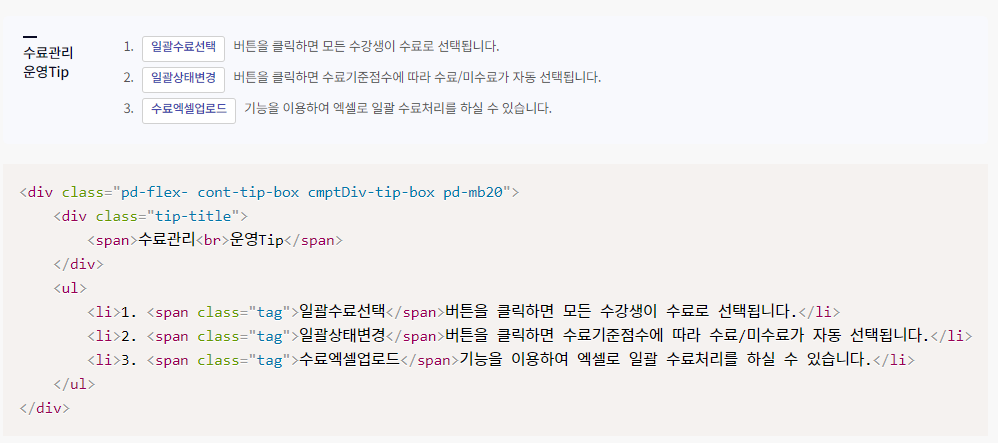 수료관리
운영Tip
1. 일괄수료선택 버튼을 클릭하면 모든 수강생이 수료로 선택됩니다.
2. 일괄상태변경 버튼을 클릭하면 수료기준점수에 따라 수료/미수료가 자동 선택됩니다.
3. 수료엑셀업로드 기능을 이용하여 엑셀로 일괄 수료처리를 하실 수 있습니다.
<div class="pd-flex- cont-tip-box cmptDiv-tip-box pd-mb20">
    <div class="tip-title">
        <span>수료관리<br>운영Tip</span>
    </div>
    <ul>
        <li>1. <span class="tag">일괄수료선택</span>버튼을 클릭하면 모든 수강생이 수료로 선택됩니다.</li>
        <li>2. <span class="tag">일괄상태변경</span>버튼을 클릭하면 수료기준점수에 따라 수료/미수료가 자동 선택됩니다.</li>
        <li>3. <span class="tag">수료엑셀업로드</span>기능을 이용하여 엑셀로 일괄 수료처리를 하실 수 있습니다.</li>
    </ul>
</div>